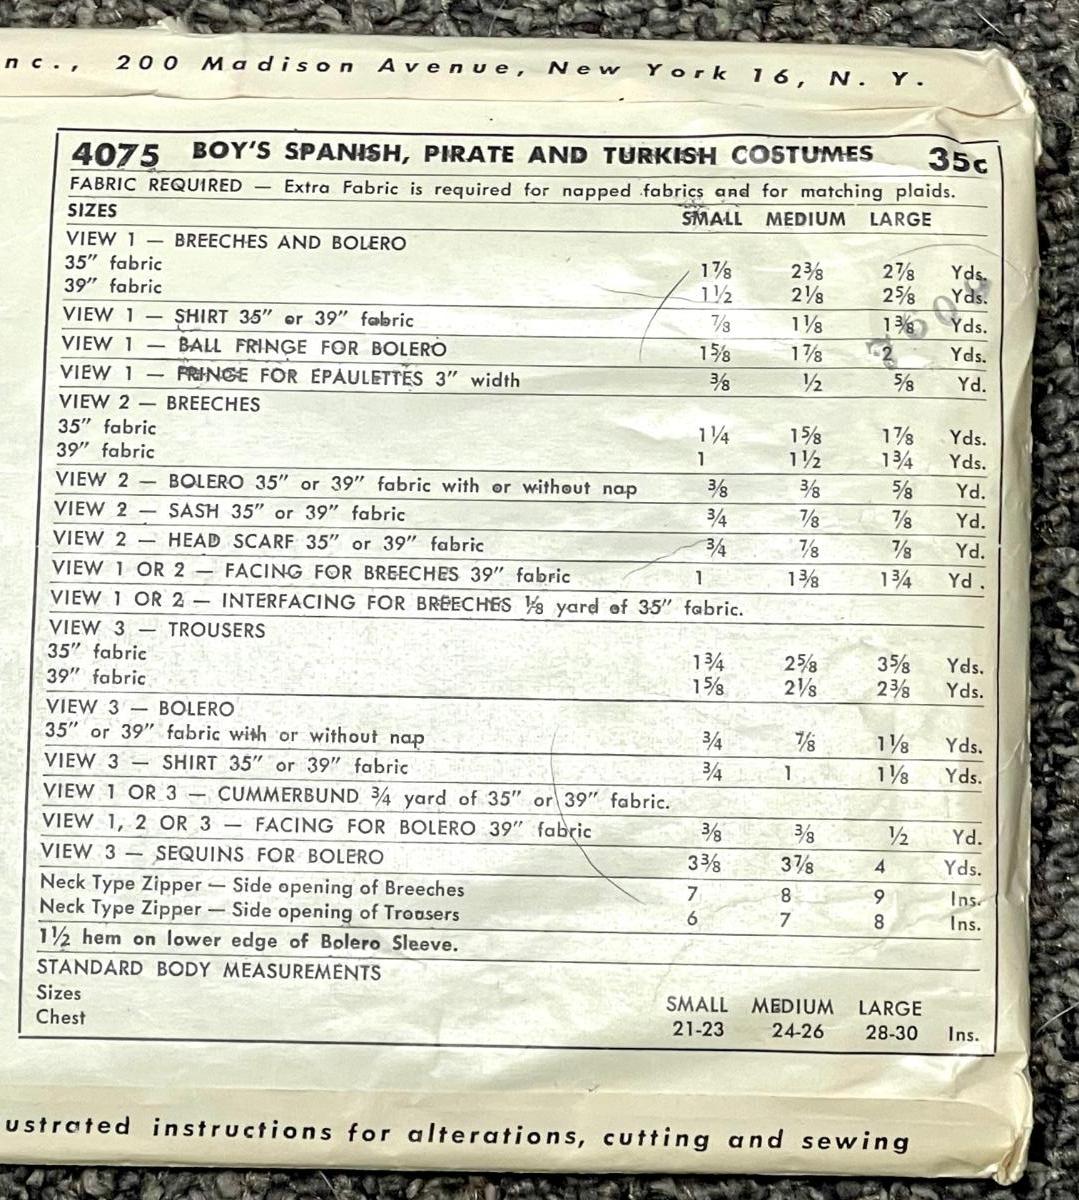 nc., 200 Madison Avenue, New York 16, N. Y.
4075 BOY'S SPANISH, PIRATE AND TURKISH COSTUMES 35c
FABRIC REQUIRED — Extra Fabric is required for napped fabrics and for matching plaids.
SIZES SMALL MEDIUM LARGE
VIEW 1 — BREECHES AND BOLERO
35" fabric 1⅞ 2⅜ 2⅞ Yds.
39" fabric 1½ 2⅛ 2⅝ Yds.
VIEW 1 — SHIRT 35" or 39" fabric ⅞ 1⅛ 1⅜ Yds.
VIEW 1 — BALL FRINGE FOR BOLERO 1⅝ 1⅞ 2 Yds.
VIEW 1 — FRINGE FOR EPAULETTES 3" width ⅜ ½ ⅝ Yd.
VIEW 2 — BREECHES
35" fabric 1¼ 1⅝ 1⅞ Yds.
39" fabric 1 1½ 1¾ Yds.
VIEW 2 — BOLERO 35" or 39" fabric with or without nap ⅜ ⅜ ⅝ Yd.
VIEW 2 — SASH 35" or 39" fabric ¾ ⅞ ⅞ Yd.
VIEW 2 — HEAD SCARF 35" or 39" fabric ¾ ⅞ ⅞ Yd.
VIEW 1 OR 2 — FACING FOR BREECHES 39" fabric 1 1⅜ 1¾ Yd .
VIEW 1 OR 2 — INTERFACING FOR BREECHES ⅛ yard of 35" fabric.
VIEW 3 — TROUSERS
35" fabric 1¾ 2⅝ 3⅝ Yds.
39" fabric 1⅝ 2⅛ 2⅜ Yds.
VIEW 3 — BOLERO
35" or 39" fabric with or without nap ¾ ⅞ 1⅛ Yds.
VIEW 3 — SHIRT 35" or 39" fabric ¾ 1 1⅛ Yds.
VIEW 1 OR 3 — CUMMERBUND ¾ yard of 35" or 39" fabric.
VIEW 1, 2 OR 3 — FACING FOR BOLERO 39" fabric ⅜ ⅜ ½ Yd.
VIEW 3 — SEQUINS FOR BOLERO 3⅜ 3⅞ 4 Yds.
Neck Type Zipper — Side opening of Breeches 7 8 9 Ins.
Neck Type Zipper — Side opening of Trousers 6 7 8 Ins.
1½ hem on lower edge of Bolero Sleeve.
STANDARD BODY MEASUREMENTS
Sizes SMALL MEDIUM LARGE
Chest 21-23 24-26 28-30 Ins.
ustrated instructions for alterations, cutting and sewing